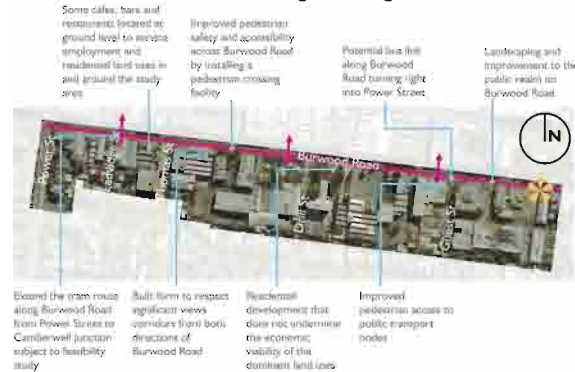 Some cafes, bars and
restaurants located at
ground level to service
employment and
residential land uses in
and around the study
area
Improved pedestrian
safety and accessibility
across Burwood Road
by installing a
pedestrian crossing
facility
Potential bus link
along Burwood
Road turning right
into Power Street
Landscaping and
improvement to the
public realm on
Burwood Road
N
Burwood Road
Power St
Drill St
Extend the tram route
along Burwood Road
from Power Street to
Camberwell Junction
subject to feasibility
study
Built form to respect
significant views
corridors from both
directions of
Burwood Road
Residential
development that
does not undermine
the economic
viability of the
dominant land uses
Improved
pedestrian access to
public transport
nodes